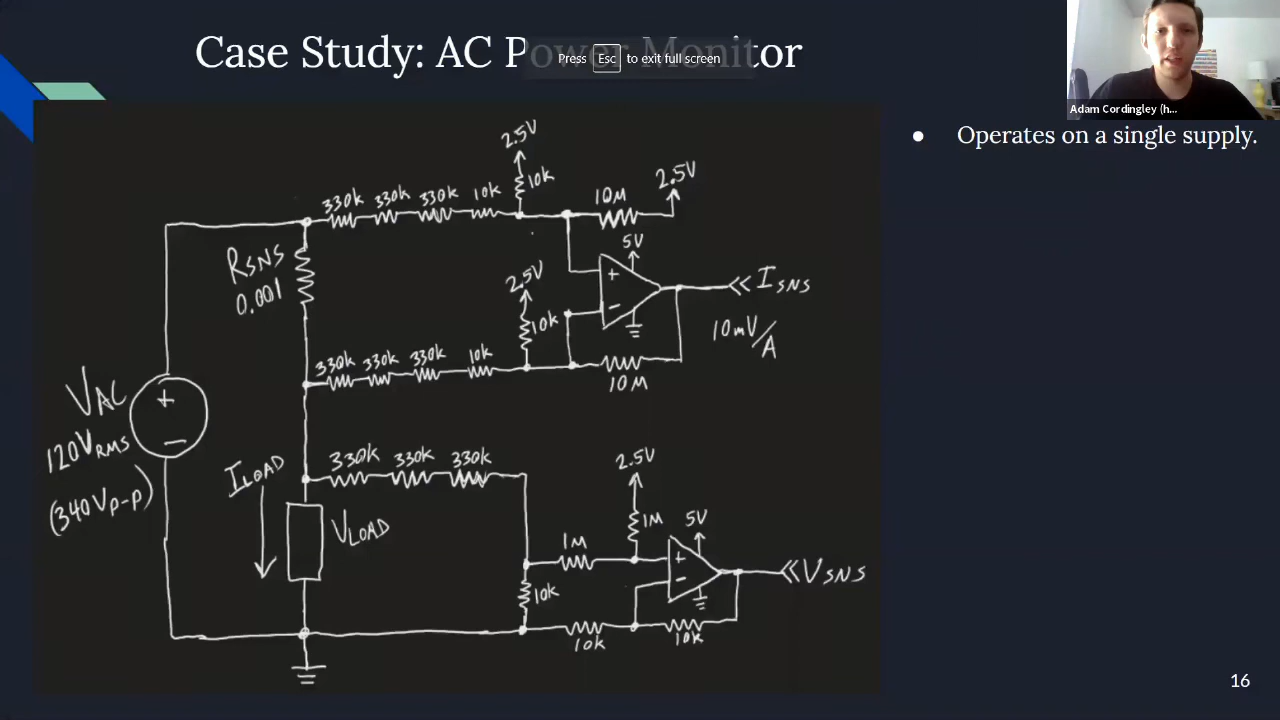 Case Study: AC Power Monitor
Press Esc to exit full screen
Adam Cordingley (h...
Operates on a single supply.
2.5V
10k
330k 330k 330k 10k
10M
2.5V
RSNS
0.001
5V
+
-
ISNS
10mV/A
2.5V
10k
330k 330k 330k 10k
10M
VAC
+
-
120VRMS
(340Vp-p)
ILOAD
VLOAD
330k 330k 330k
2.5V
1M
1M
5V
+
-
VSNS
10k
10k
10k
16